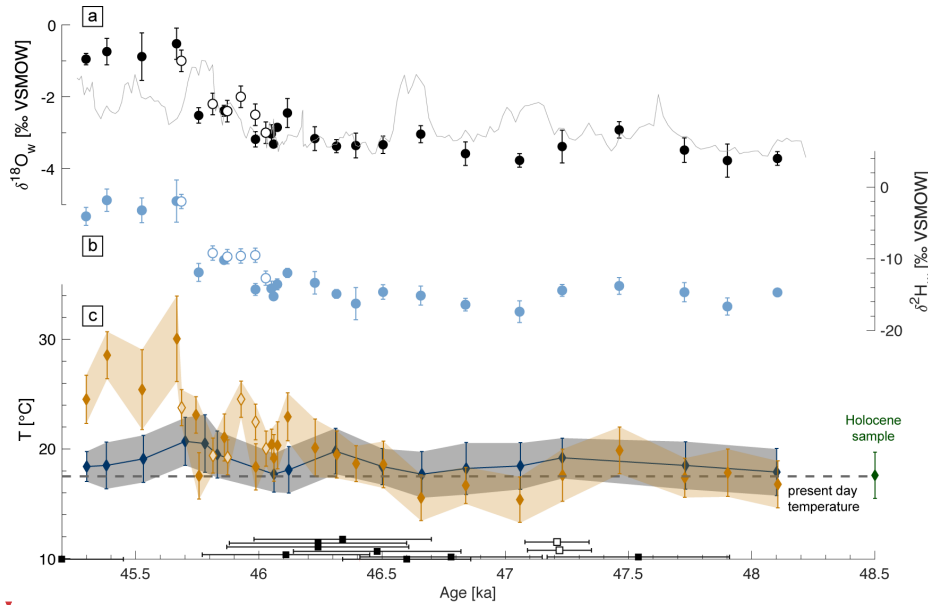 a
0
-2
-4
δ¹⁸Ow [‰ VSMOW]
0
-10
-20
δ²Hw [‰ VSMOW]
b
c
30
20
10
T [°C]
Holocene
sample
present day
temperature
45.5
46
46.5
47
47.5
48
48.5
Age [ka]